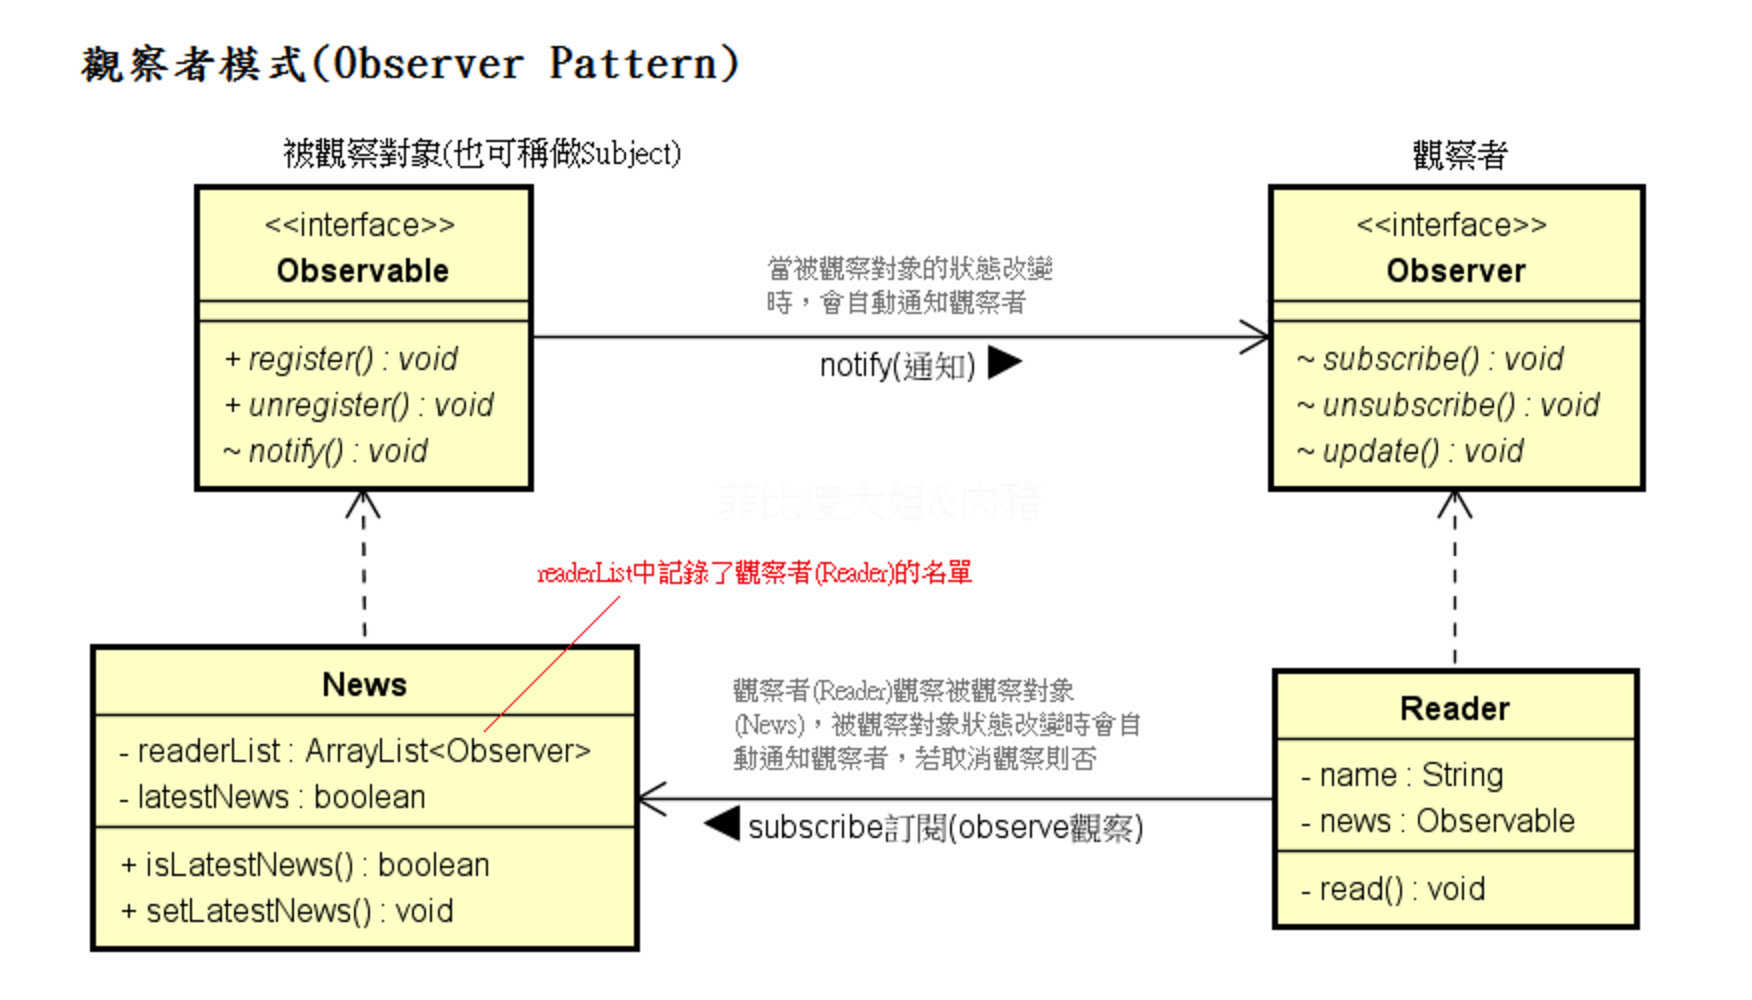 觀察者模式(Observer Pattern)
被觀察對象(也可稱做Subject)
觀察者
<<interface>>
Observable
+ register() : void
+ unregister() : void
~ notify() : void
當被觀察對象的狀態改變
時，會自動通知觀察者
notify(通知)
<<interface>>
Observer
~ subscribe() : void
~ unsubscribe() : void
~ update() : void
菲比傻大姐&肉豬
readerList中記錄了觀察者(Reader)的名單
News
- readerList : ArrayList<Observer>
- latestNews : boolean
+ isLatestNews() : boolean
+ setLatestNews() : void
觀察者(Reader)觀察被觀察對象
(News)，被觀察對象狀態改變時會自
動通知觀察者，若取消觀察則否
subscribe訂閱(observe觀察)
Reader
- name : String
- news : Observable
- read() : void